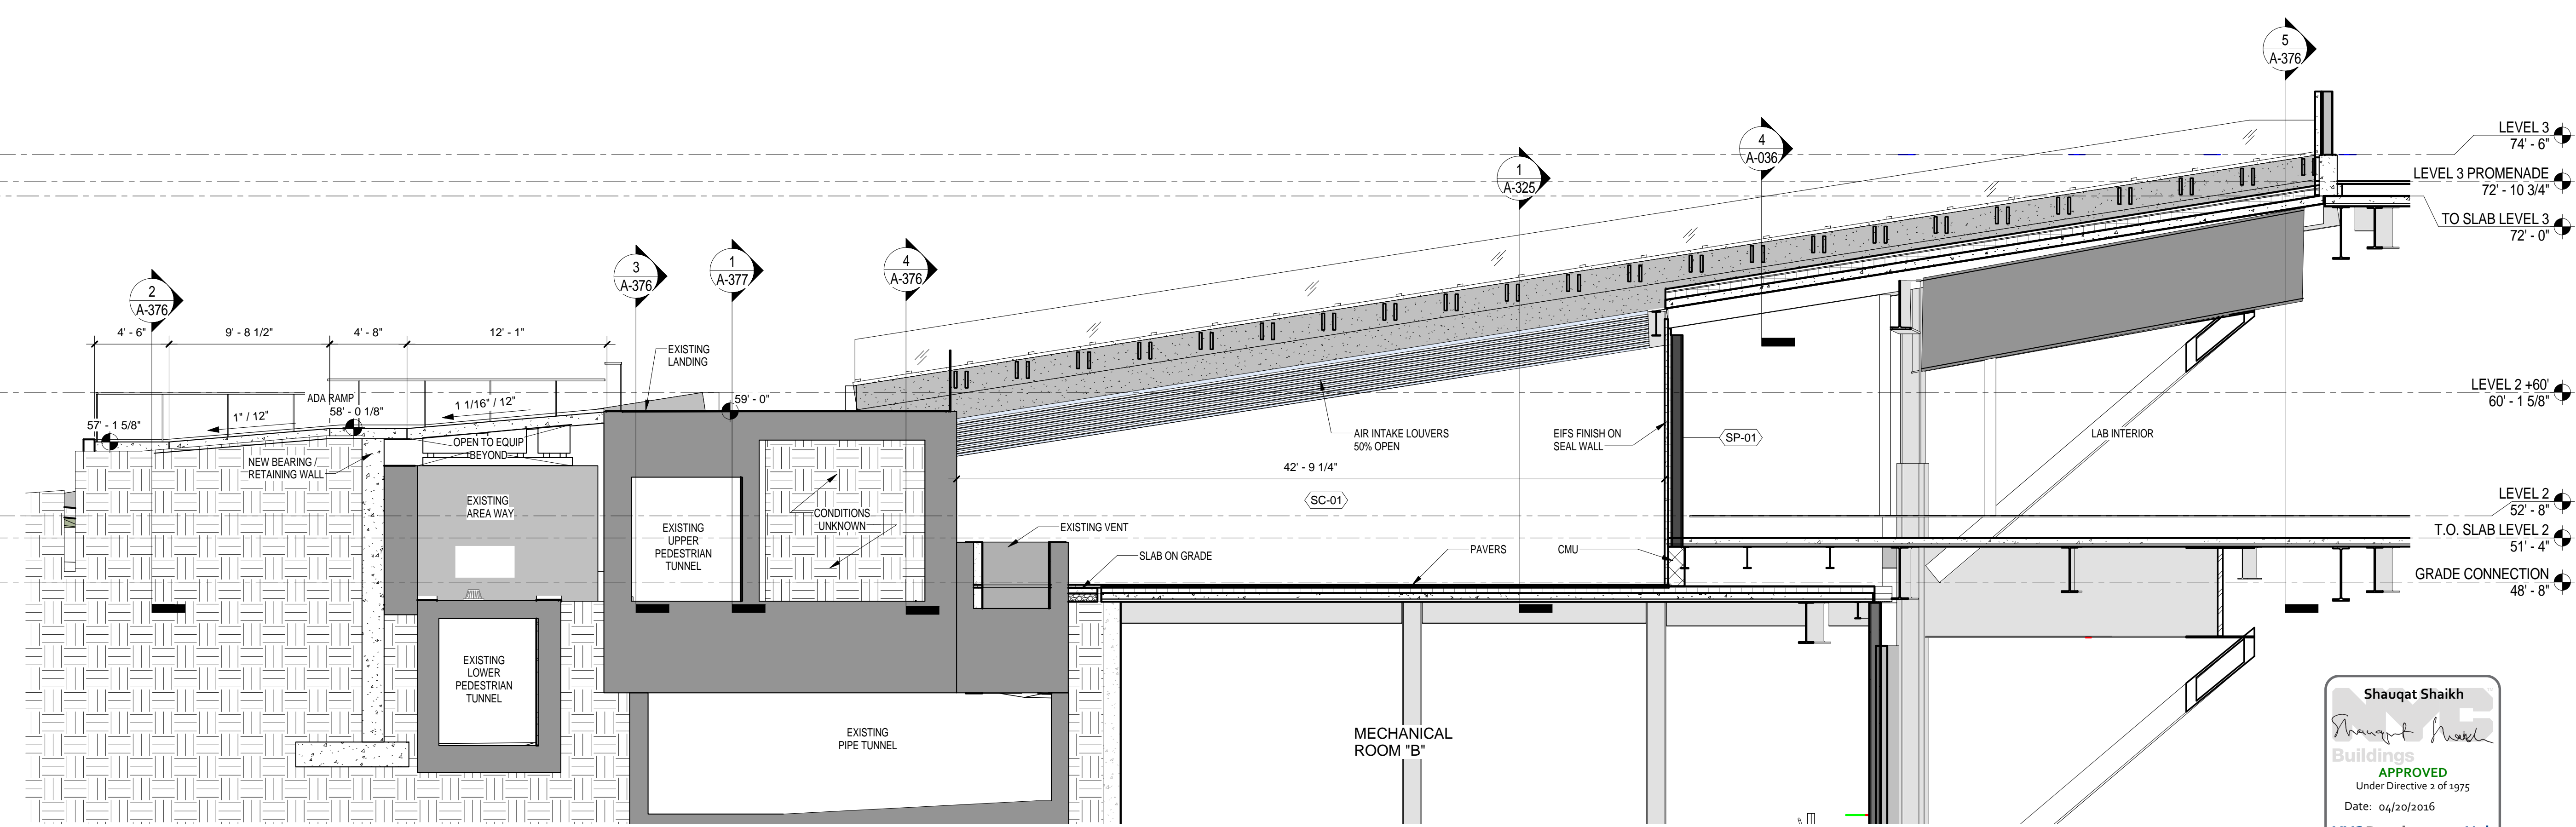 5
A-376
4
A-036
1
A-325
3
A-376
1
A-377
4
A-376
2
A-376
LEVEL 3
74' - 6"
LEVEL 3 PROMENADE
72' - 10 3/4"
TO SLAB LEVEL 3
72' - 0"
LEVEL 2 +60'
60' - 1 5/8"
LEVEL 2
52' - 8"
T.O. SLAB LEVEL 2
51' - 4"
GRADE CONNECTION
48' - 8"
4' - 6"
9' - 8 1/2"
4' - 8"
12' - 1"
EXISTING
LANDING
ADA RAMP
58' - 0 1/8"
1" / 12"
1 1/16" / 12"
57' - 1 5/8"
59' - 0"
OPEN TO EQUIP
BEYOND
NEW BEARING /
RETAINING WALL
EXISTING
AREA WAY
EXISTING
UPPER
PEDESTRIAN
TUNNEL
CONDITIONS
UNKNOWN
EXISTING VENT
SLAB ON GRADE
AIR INTAKE LOUVERS
50% OPEN
EIFS FINISH ON
SEAL WALL
SP-01
42' - 9 1/4"
SC-01
PAVERS
CMU
LAB INTERIOR
EXISTING
LOWER
PEDESTRIAN
TUNNEL
EXISTING
PIPE TUNNEL
MECHANICAL
ROOM "B"
Shauqat Shaikh
NYC
Buildings
APPROVED
Under Directive 2 of 1975
Date: 04/20/2016